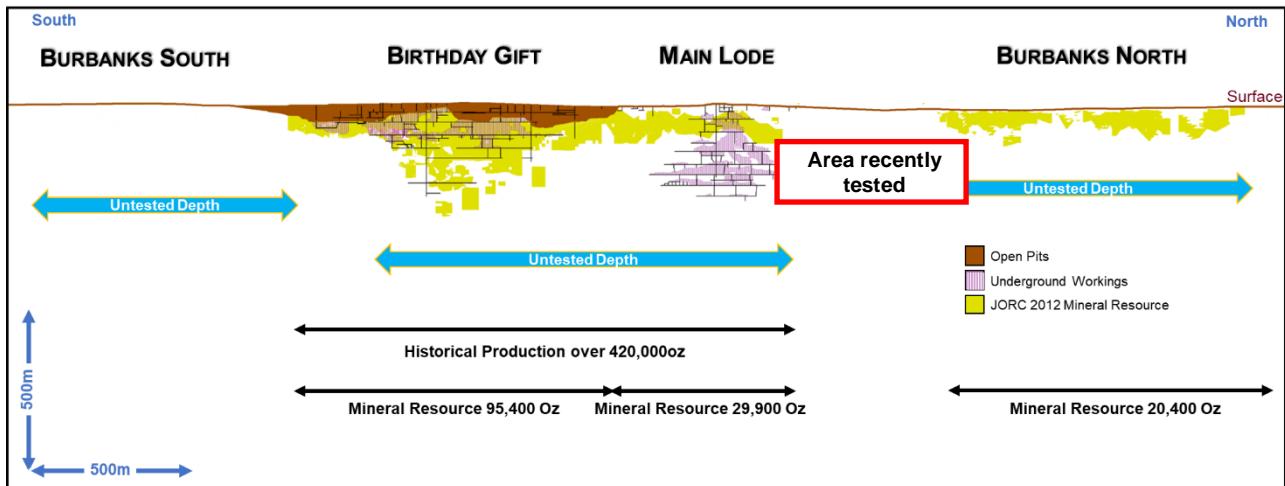 South
North
BURBANKS SOUTH
BIRTHDAY GIFT
MAIN LODE
BURBANKS NORTH
Surface
Area recently
tested
Untested Depth
Untested Depth
Untested Depth
Open Pits
Underground Workings
JORC 2012 Mineral Resource
Historical Production over 420,000oz
Mineral Resource 95,400 Oz
Mineral Resource 29,900 Oz
Mineral Resource 20,400 Oz
500m
500m